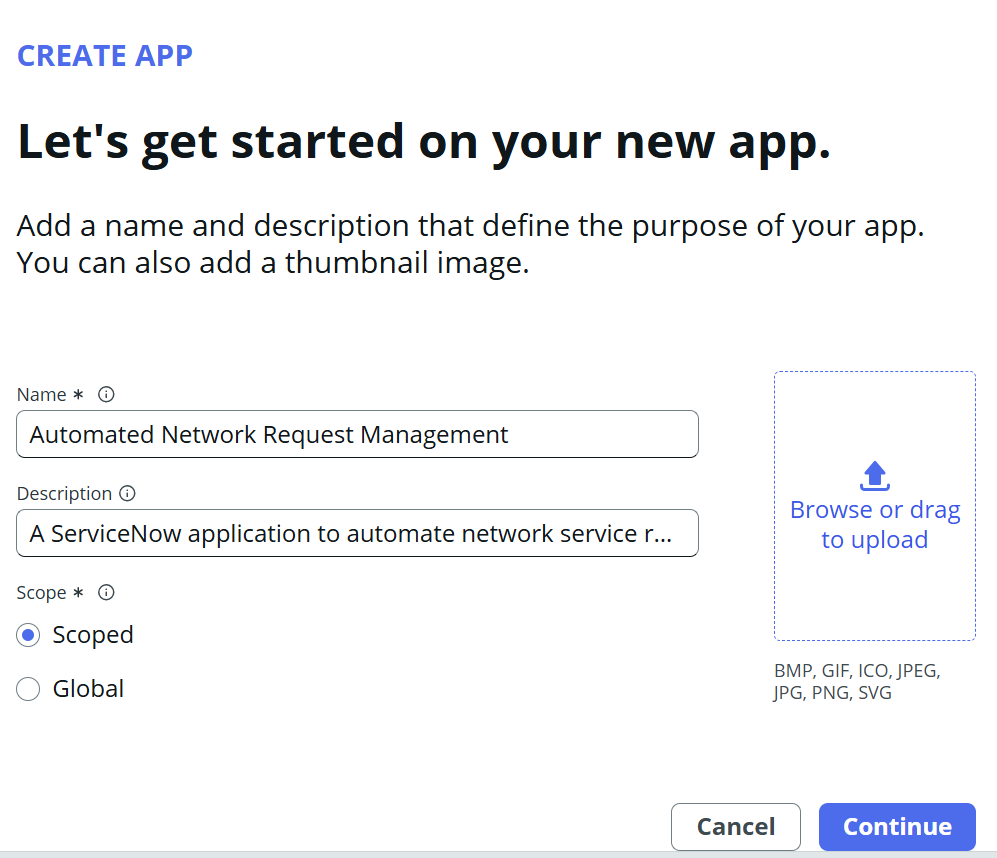 CREATE APP
Let's get started on your new app.
Add a name and description that define the purpose of your app.
You can also add a thumbnail image.
Name *
Automated Network Request Management
Description
A ServiceNow application to automate network service r...
Scope *
Scoped
Global
Browse or drag
to upload
BMP, GIF, ICO, JPEG,
JPG, PNG, SVG
Cancel
Continue